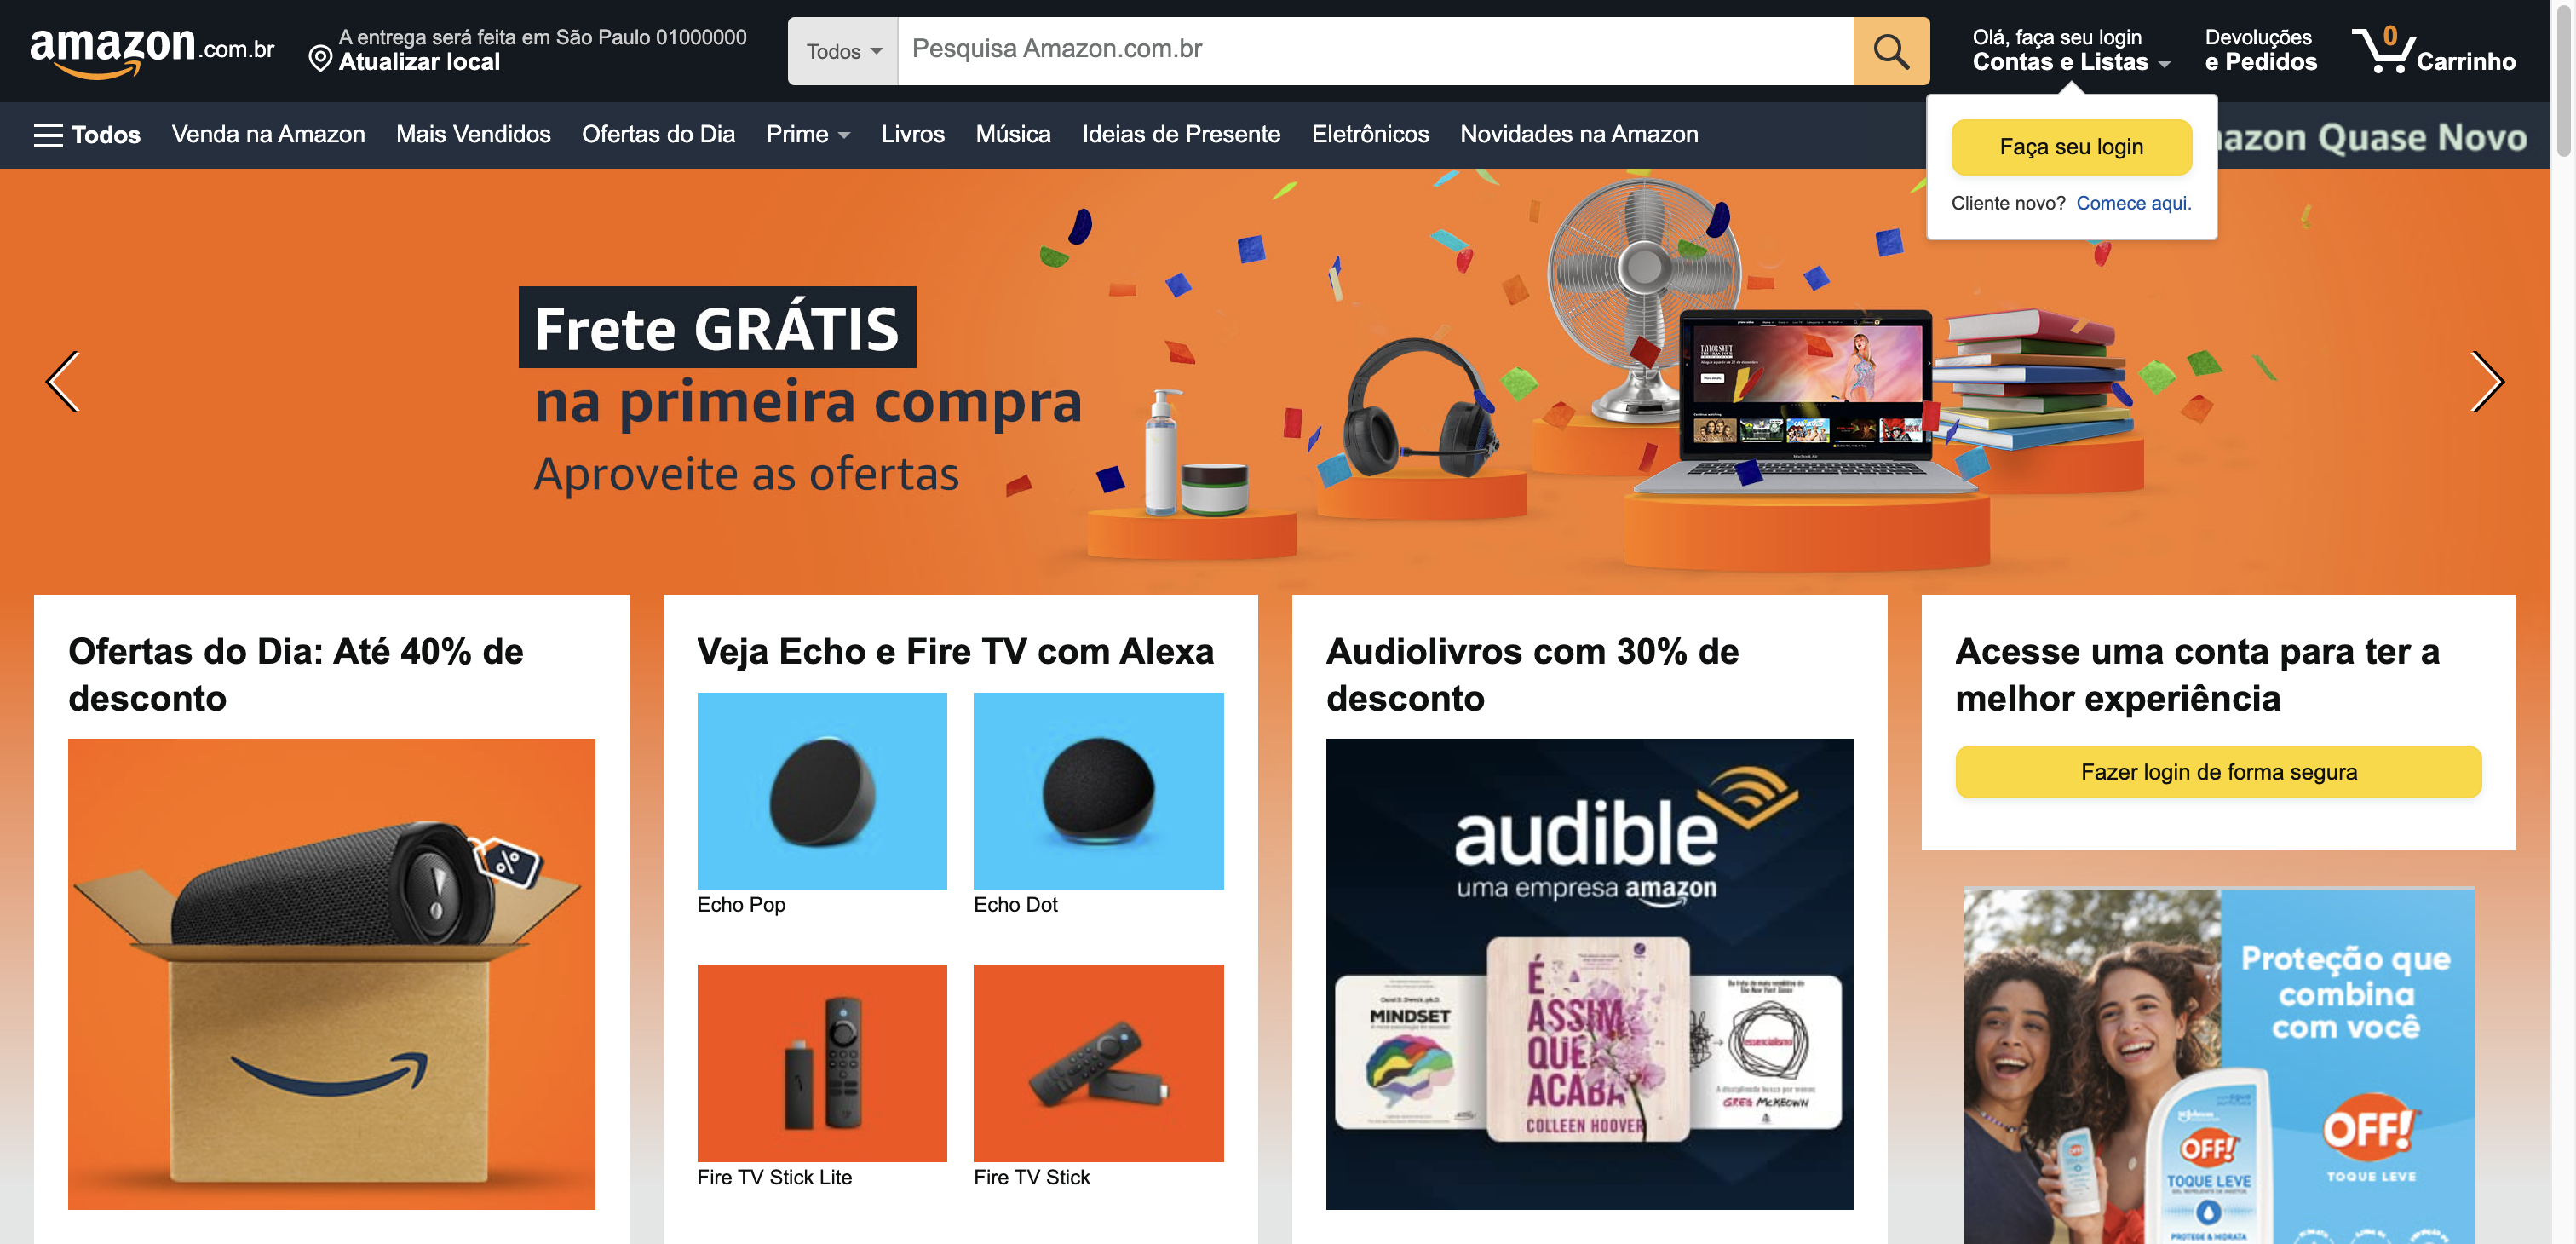 amazon.com.br
A entrega será feita em São Paulo 01000000
Atualizar local
Todos
Pesquisa Amazon.com.br
Olá, faça seu login
Contas e Listas
Devoluções
e Pedidos
0
Carrinho
Todos
Venda na Amazon
Mais Vendidos
Ofertas do Dia
Prime
Livros
Música
Ideias de Presente
Eletrônicos
Novidades na Amazon
Quase Novo
Faça seu login
Cliente novo? Comece aqui.
Frete GRÁTIS
na primeira compra
Aproveite as ofertas
Ofertas do Dia: Até 40% de
desconto
%
Veja Echo e Fire TV com Alexa
Echo Pop
Echo Dot
Fire TV Stick Lite
Fire TV Stick
Audiolivros com 30% de
desconto
audible
uma empresa amazon
MINDSET
É
ASSIM
QUE
ACABA
COLLEEN HOOVER
essencialismo
GREG McKEOWN
Acesse uma conta para ter a
melhor experiência
Fazer login de forma segura
Proteção que
combina
com você
OFF!
TOQUE LEVE
OFF!
TOQUE LEVE
PROTEGE & HIDRATA